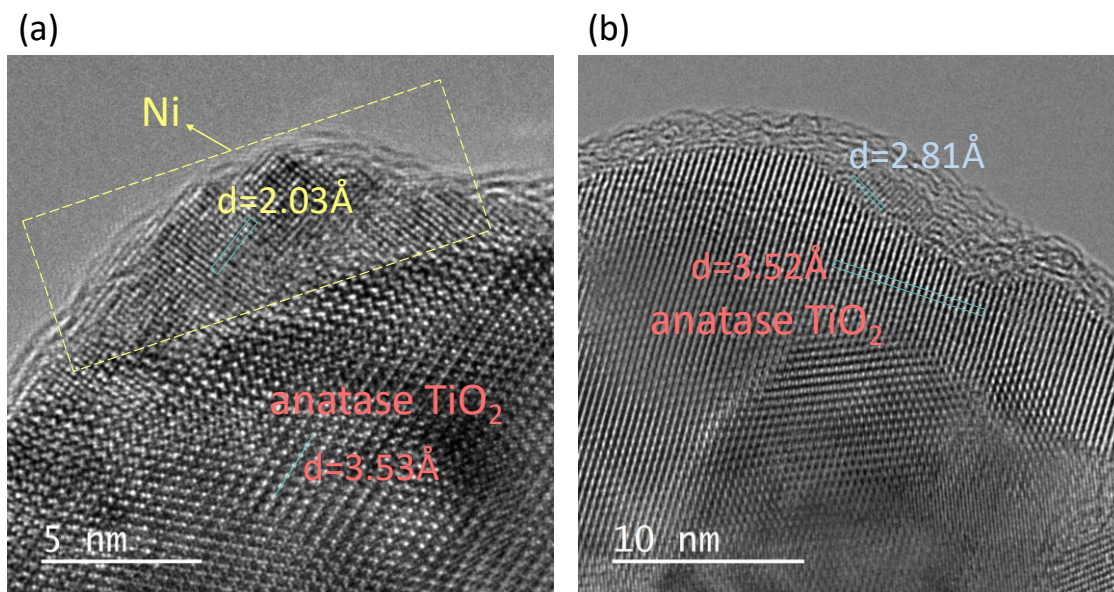 (a)
Ni
d=2.03Å
anatase TiO₂
d=3.53Å
5 nm
(b)
d=2.81Å
d=3.52Å
anatase TiO₂
10 nm